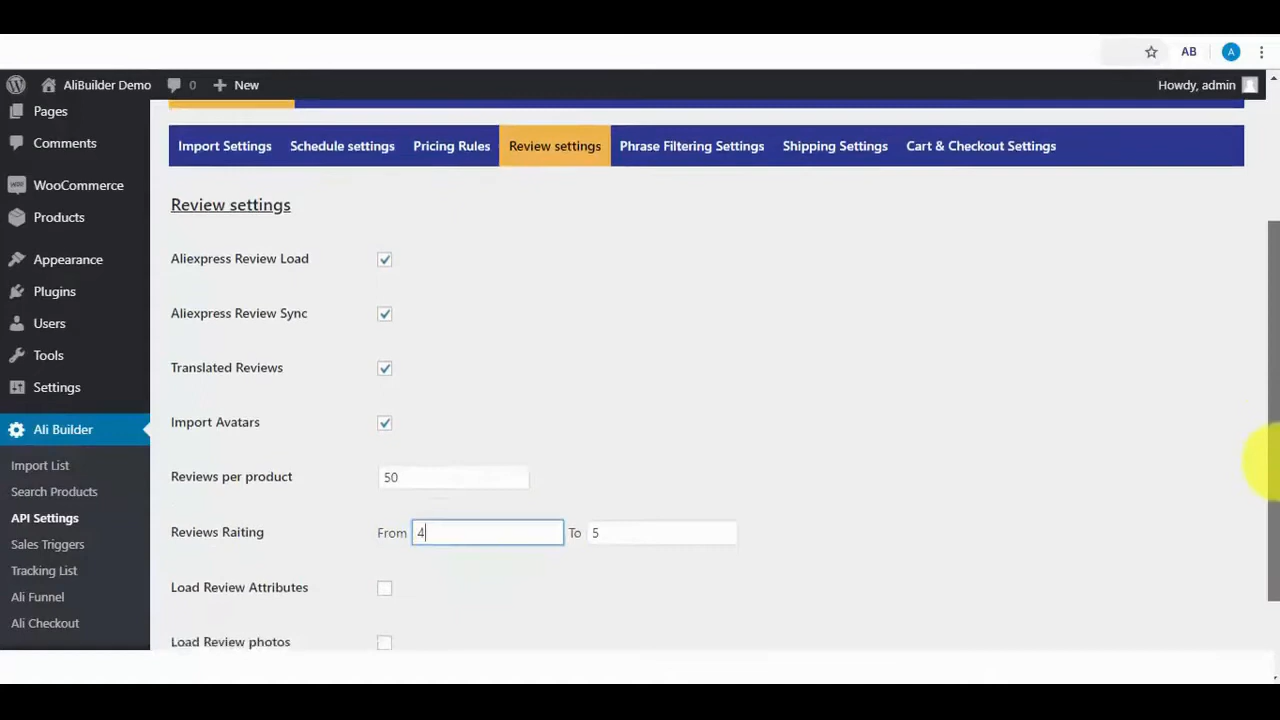 AB A
AliBuilder Demo 0 New Howdy, admin
Pages
Comments
WooCommerce
Products
Appearance
Plugins
Users
Tools
Settings
Ali Builder
Import List
Search Products
API Settings
Sales Triggers
Tracking List
Ali Funnel
Ali Checkout
Import Settings Schedule settings Pricing Rules Review settings Phrase Filtering Settings Shipping Settings Cart & Checkout Settings
Review settings
Aliexpress Review Load
Aliexpress Review Sync
Translated Reviews
Import Avatars
Reviews per product 50
Reviews Raiting From 4 To 5
Load Review Attributes
Load Review photos